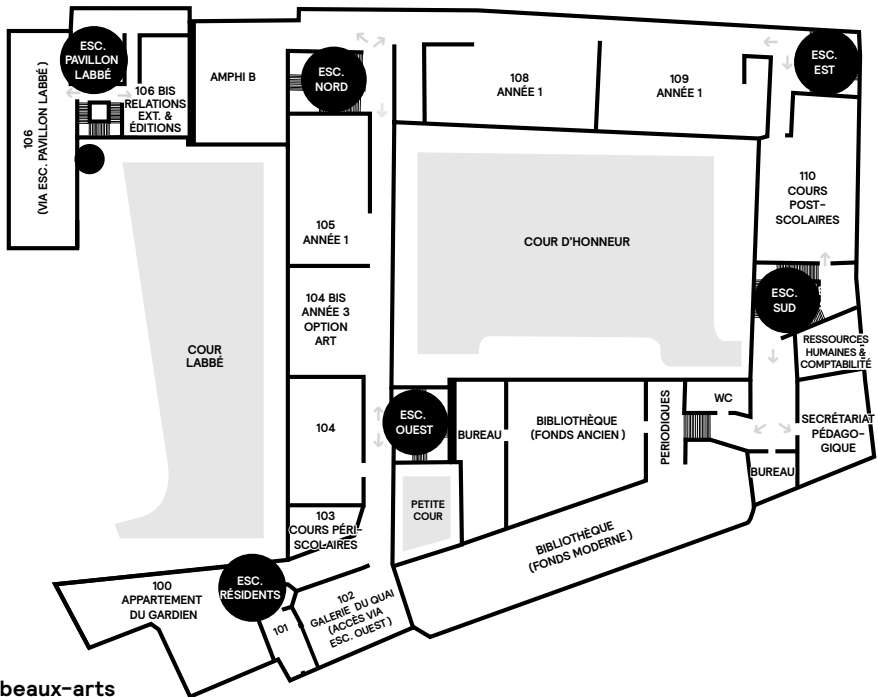 ESC.
PAVILLON
LABBÉ
106
(VIA ESC. PAVILLON LABBÉ)
106 BIS
RELATIONS
EXT. &
ÉDITIONS
AMPHI B
ESC.
NORD
108
ANNÉE 1
109
ANNÉE 1
ESC.
EST
110
COURS
POST-
SCOLAIRES
105
ANNÉE 1
COUR D'HONNEUR
104 BIS
ANNÉE 3
OPTION
ART
ESC.
SUD
COUR
LABBÉ
RESSOURCES
HUMAINES &
COMPTABILITÉ
104
ESC.
OUEST
BUREAU
BIBLIOTHÈQUE
(FONDS ANCIEN)
PERIODIQUES
WC
SECRÉTARIAT
PÉDAGO-
GIQUE
BUREAU
PETITE
COUR
103
COURS PÉRI-
SCOLAIRES
BIBLIOTHÈQUE
(FONDS MODERNE)
ESC.
RÉSIDENTS
100
APPARTEMENT
DU GARDIEN
101
102
GALERIE DU QUAI
(ACCÈS VIA
ESC. OUEST)
beaux-arts